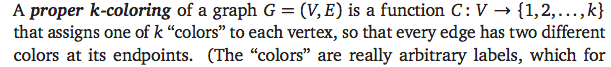 A proper k-coloring of a graph G = (V, E) is a function C: V → {1, 2, . . . , k}
that assigns one of k “colors” to each vertex, so that every edge has two different
colors at its endpoints. (The “colors” are really arbitrary labels, which for